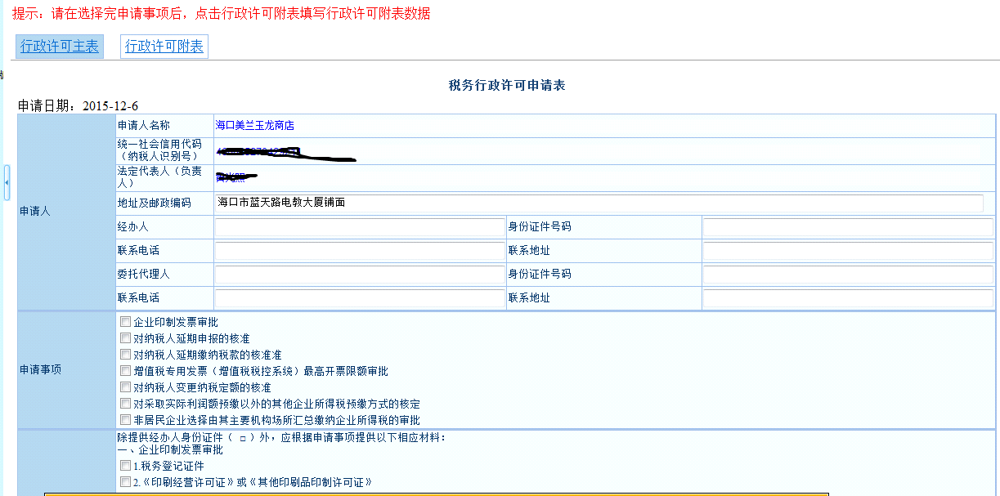 提示：请在选择完申请事项后，点击行政许可附表填写行政许可附表数据
行政许可主表 行政许可附表
税务行政许可申请表
申请日期：2015-12-6
申请人
申请人名称 海口美兰玉龙商店
统一社会信用代码（纳税人识别号）
法定代表人（负责人）
地址及邮政编码 海口市蓝天路电教大厦铺面
经办人 身份证件号码
联系电话 联系地址
委托代理人 身份证件号码
联系电话 联系地址
申请事项
企业印制发票审批
对纳税人延期申报的核准
对纳税人延期缴纳税款的核准准
增值税专用发票（增值税税控系统）最高开票限额审批
对纳税人变更纳税定额的核准
对采取实际利润额预缴以外的其他企业所得税预缴方式的核定
非居民企业选择由其主要机构场所汇总缴纳企业所得税的审批
除提供经办人身份证件（ □ ）外，应根据申请事项提供以下相应材料：
一、企业印制发票审批
1.税务登记证件
2.《印刷经营许可证》或《其他印刷品印制许可证》